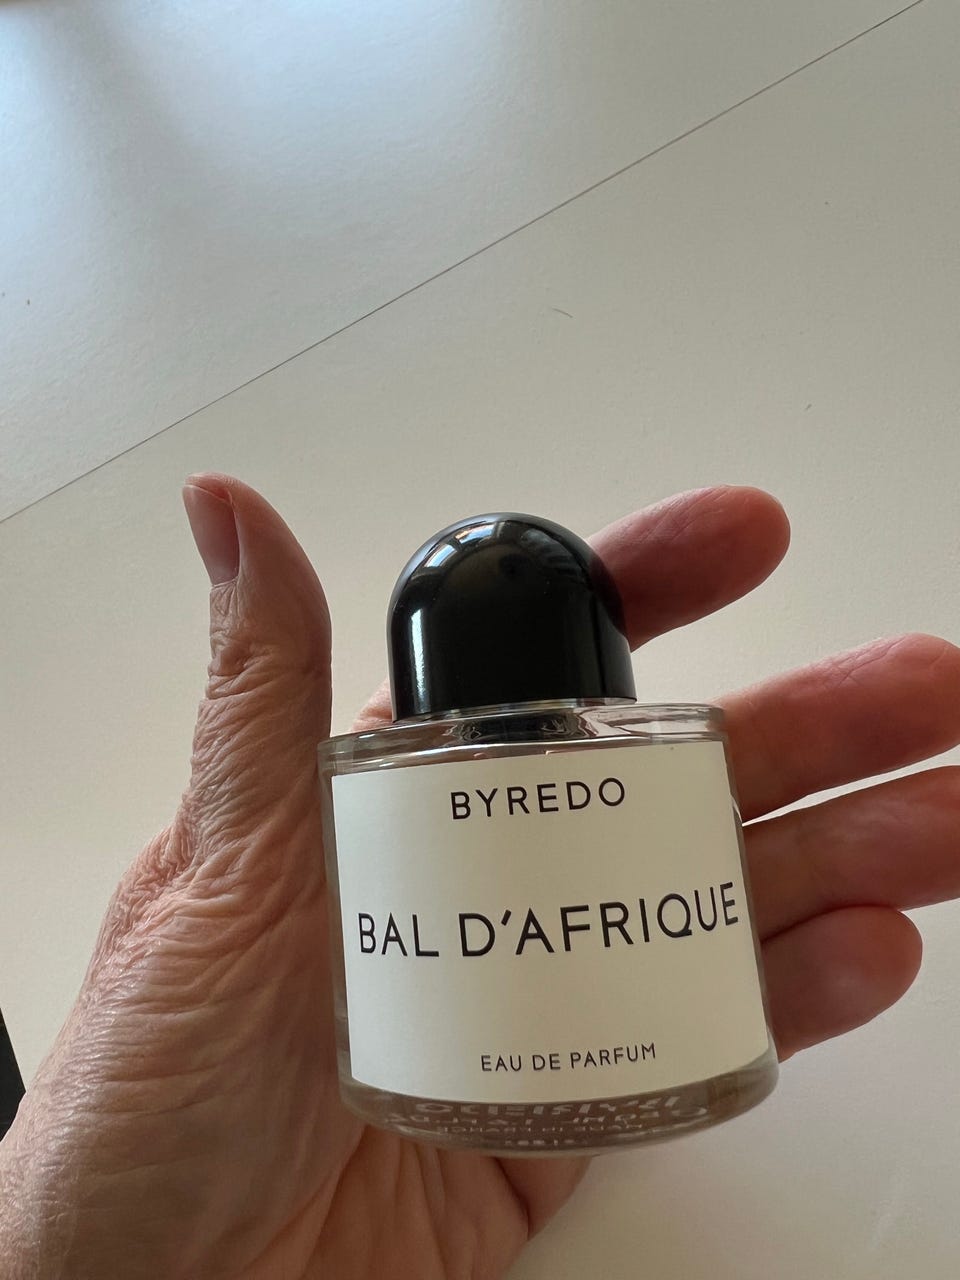 BYREDO
BAL D'AFRIQUE
EAU DE PARFUM